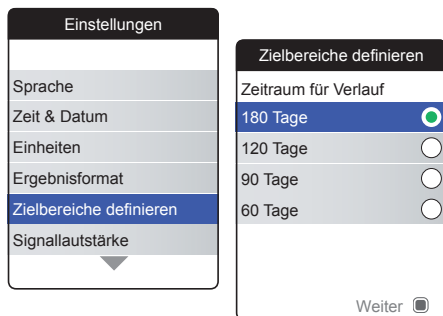 Einstellungen
Sprache
Zeit & Datum
Einheiten
Ergebnisformat
Zielbereiche definieren
Signallautstärke
Zielbereiche definieren
Zeitraum für Verlauf
180 Tage
120 Tage
90 Tage
60 Tage
Weiter